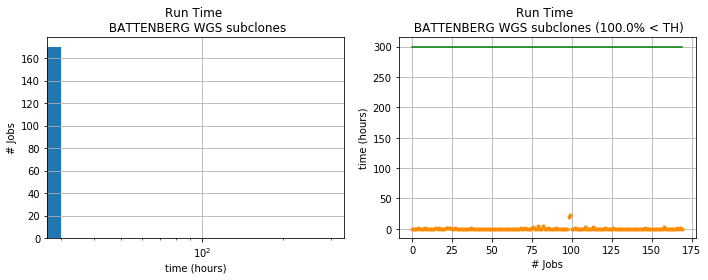 Run Time
BATTENBERG WGS subclones
160
140
120
100
80
60
40
20
0
# Jobs
10²
time (hours)
Run Time
BATTENBERG WGS subclones (100.0% < TH)
300
250
200
150
100
50
0
time (hours)
0 25 50 75 100 125 150 175
# Jobs